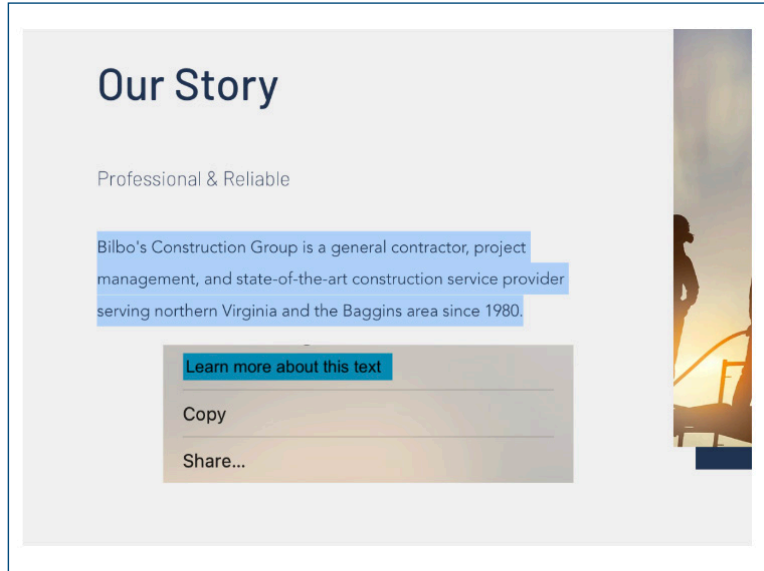 Our Story
Professional & Reliable
Bilbo's Construction Group is a general contractor, project
management, and state-of-the-art construction service provider
serving northern Virginia and the Baggins area since 1980.
Learn more about this text
Copy
Share...